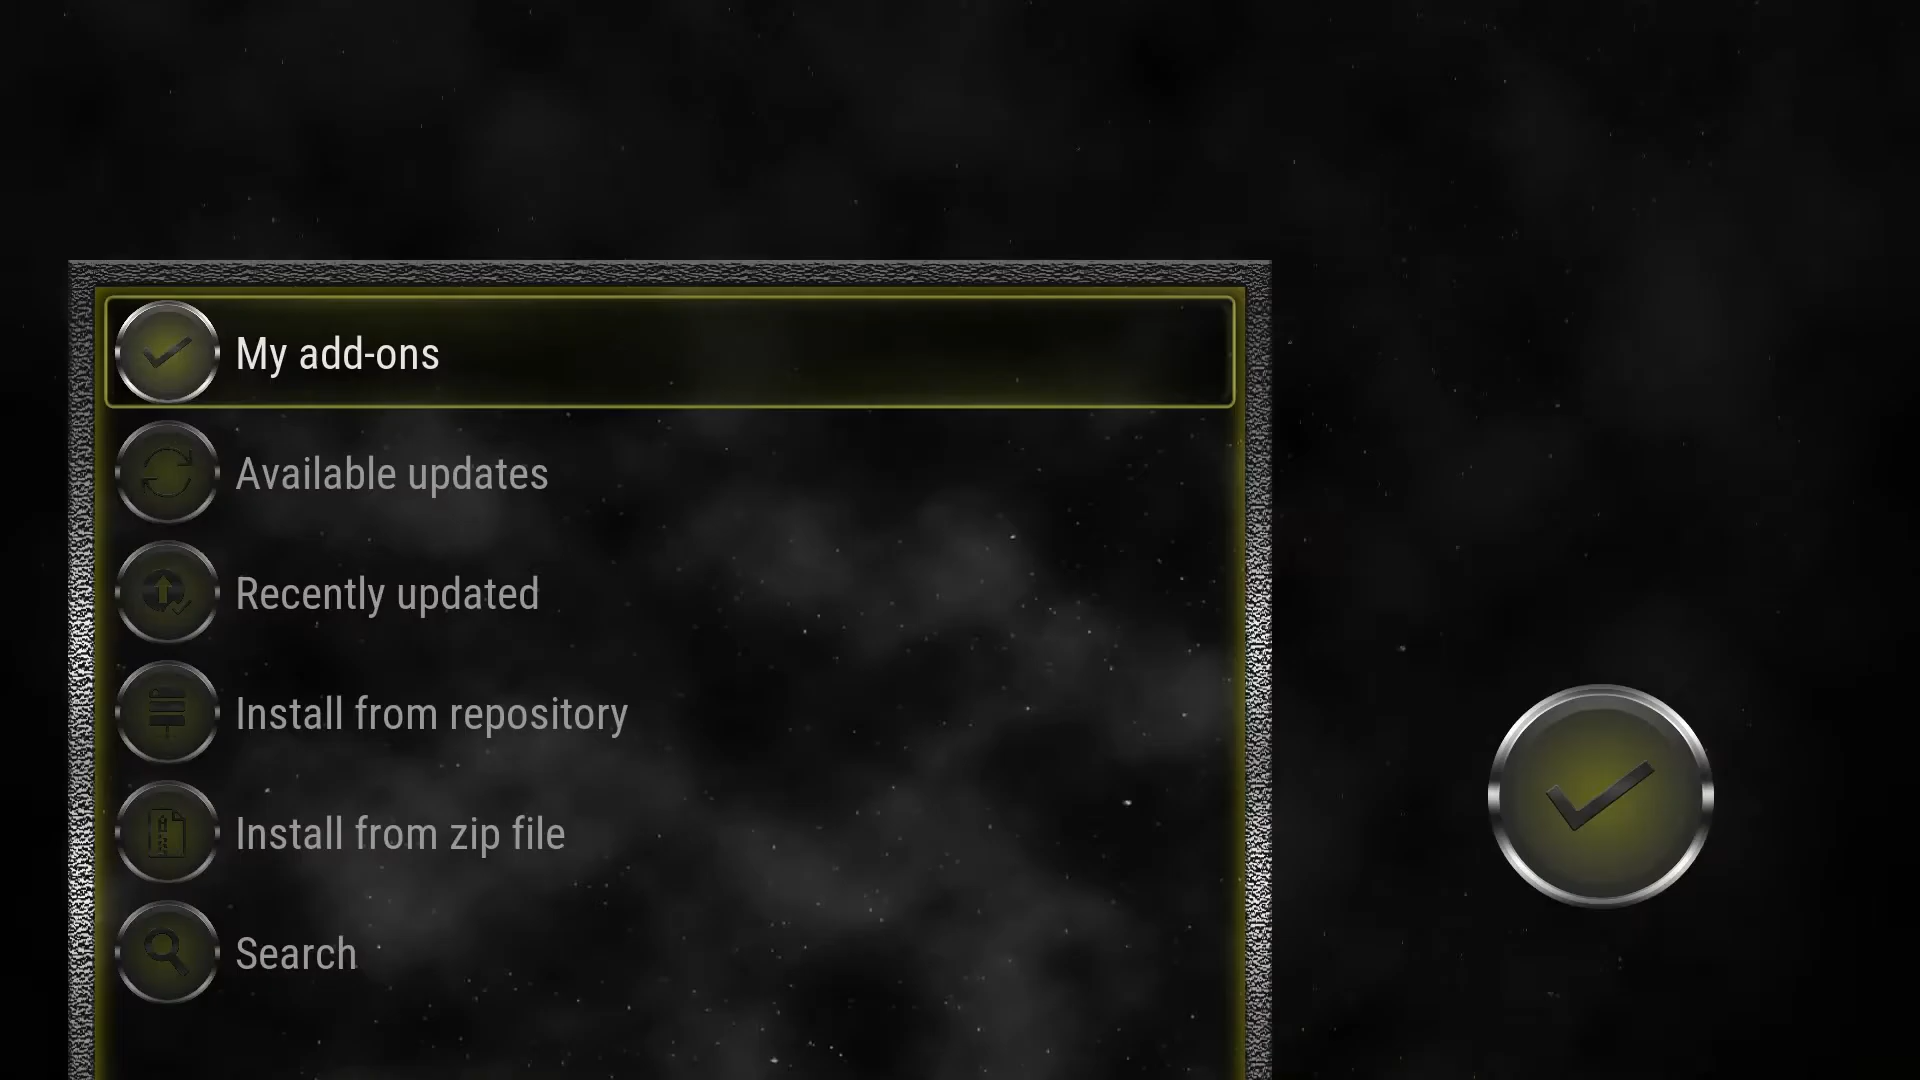 My add-ons
Available updates
Recently updated
Install from repository
Install from zip file
Search